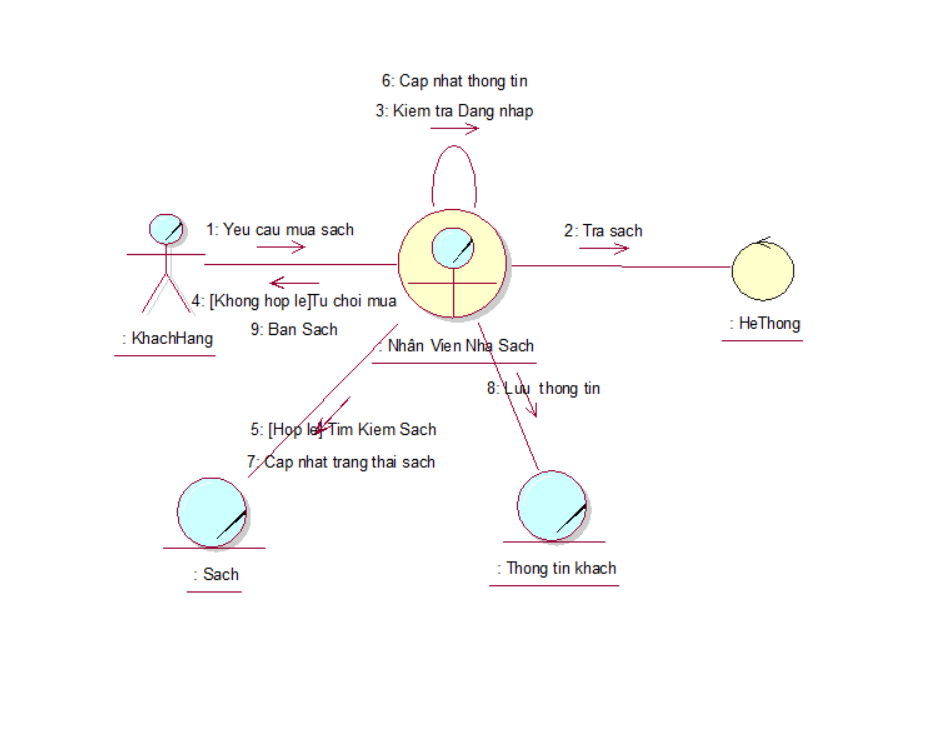 6: Cap nhat thong tin
3: Kiem tra Dang nhap
1: Yeu cau mua sach
2: Tra sach
4: [Khong hop le]Tu choi mua
9: Ban Sach
: KhachHang
: Nhân Vien Nha Sach
: HeThong
8: Luu thong tin
5: [Hop le] Tim Kiem Sach
7: Cap nhat trang thai sach
: Sach
: Thong tin khach